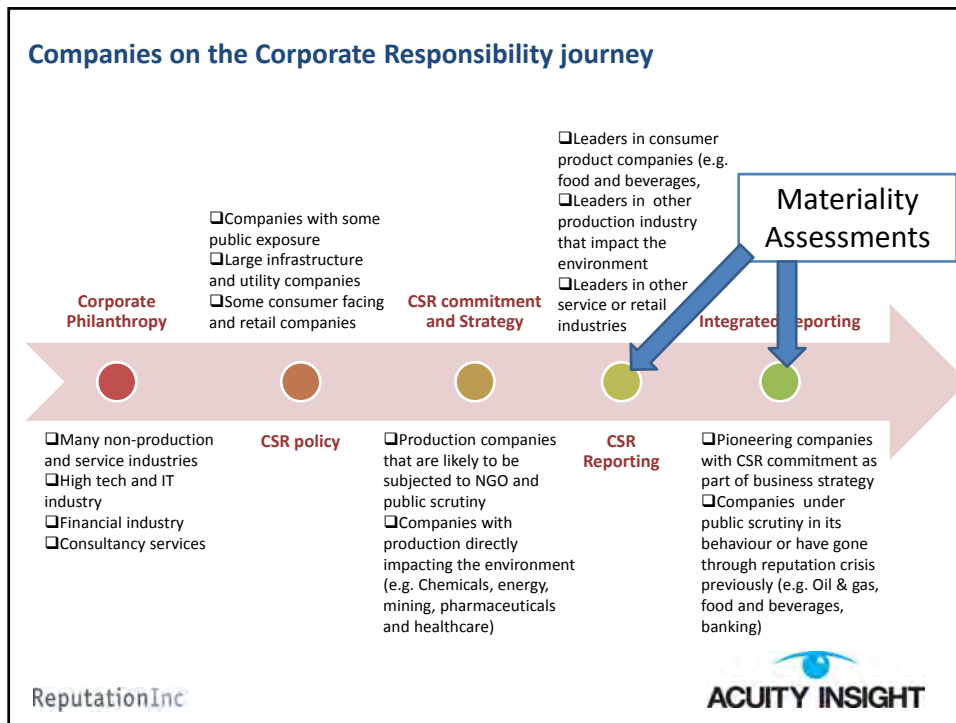 Companies on the Corporate Responsibility journey
❑Leaders in consumer
product companies (e.g.
food and beverages,
❑Leaders in other
production industry
that impact the
environment
❑Leaders in other
service or retail
industries
Materiality
Assessments
❑Companies with some
public exposure
❑Large infrastructure
and utility companies
❑Some consumer facing
and retail companies
Corporate
Philanthropy
CSR commitment
and Strategy
Integrated Reporting
❑Many non-production
and service industries
❑High tech and IT
industry
❑Financial industry
❑Consultancy services
CSR policy
❑Production companies
that are likely to be
subjected to NGO and
public scrutiny
❑Companies with
production directly
impacting the environment
(e.g. Chemicals, energy,
mining, pharmaceuticals
and healthcare)
CSR
Reporting
❑Pioneering companies
with CSR commitment as
part of business strategy
❑Companies under
public scrutiny in its
behaviour or have gone
through reputation crisis
previously (e.g. Oil & gas,
food and beverages,
banking)
ReputationInc
ACUITY INSIGHT